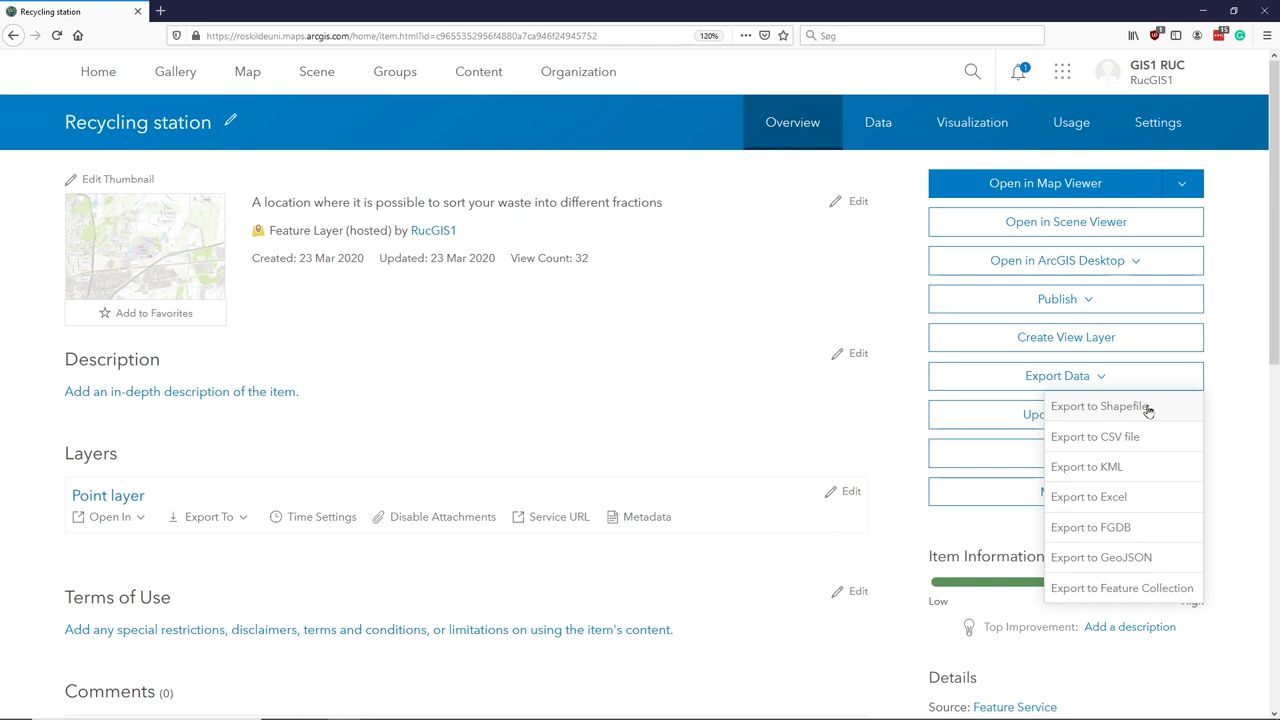 Recycling station
https://roskildeuni.maps.arcgis.com/home/item.html?id=c9655352956f4880a7ca946f24945752
120%
Søg
1
15
Home
Gallery
Map
Scene
Groups
Content
Organization
1
GIS1 RUC
RucGIS1
Recycling station
Overview
Data
Visualization
Usage
Settings
Edit Thumbnail
Add to Favorites
A location where it is possible to sort your waste into different fractions
Edit
Feature Layer (hosted) by RucGIS1
Created: 23 Mar 2020 Updated: 23 Mar 2020 View Count: 32
Description
Edit
Add an in-depth description of the item.
Layers
Point layer
Edit
Open In
Export To
Time Settings
Disable Attachments
Service URL
Metadata
Terms of Use
Edit
Add any special restrictions, disclaimers, terms and conditions, or limitations on using the item's content.
Comments (0)
Open in Map Viewer
Open in Scene Viewer
Open in ArcGIS Desktop
Publish
Create View Layer
Export Data
Export to Shapefile
Export to CSV file
Export to KML
Export to Excel
Export to FGDB
Export to GeoJSON
Export to Feature Collection
Item Information
Low
Top Improvement: Add a description
Details
Source: Feature Service